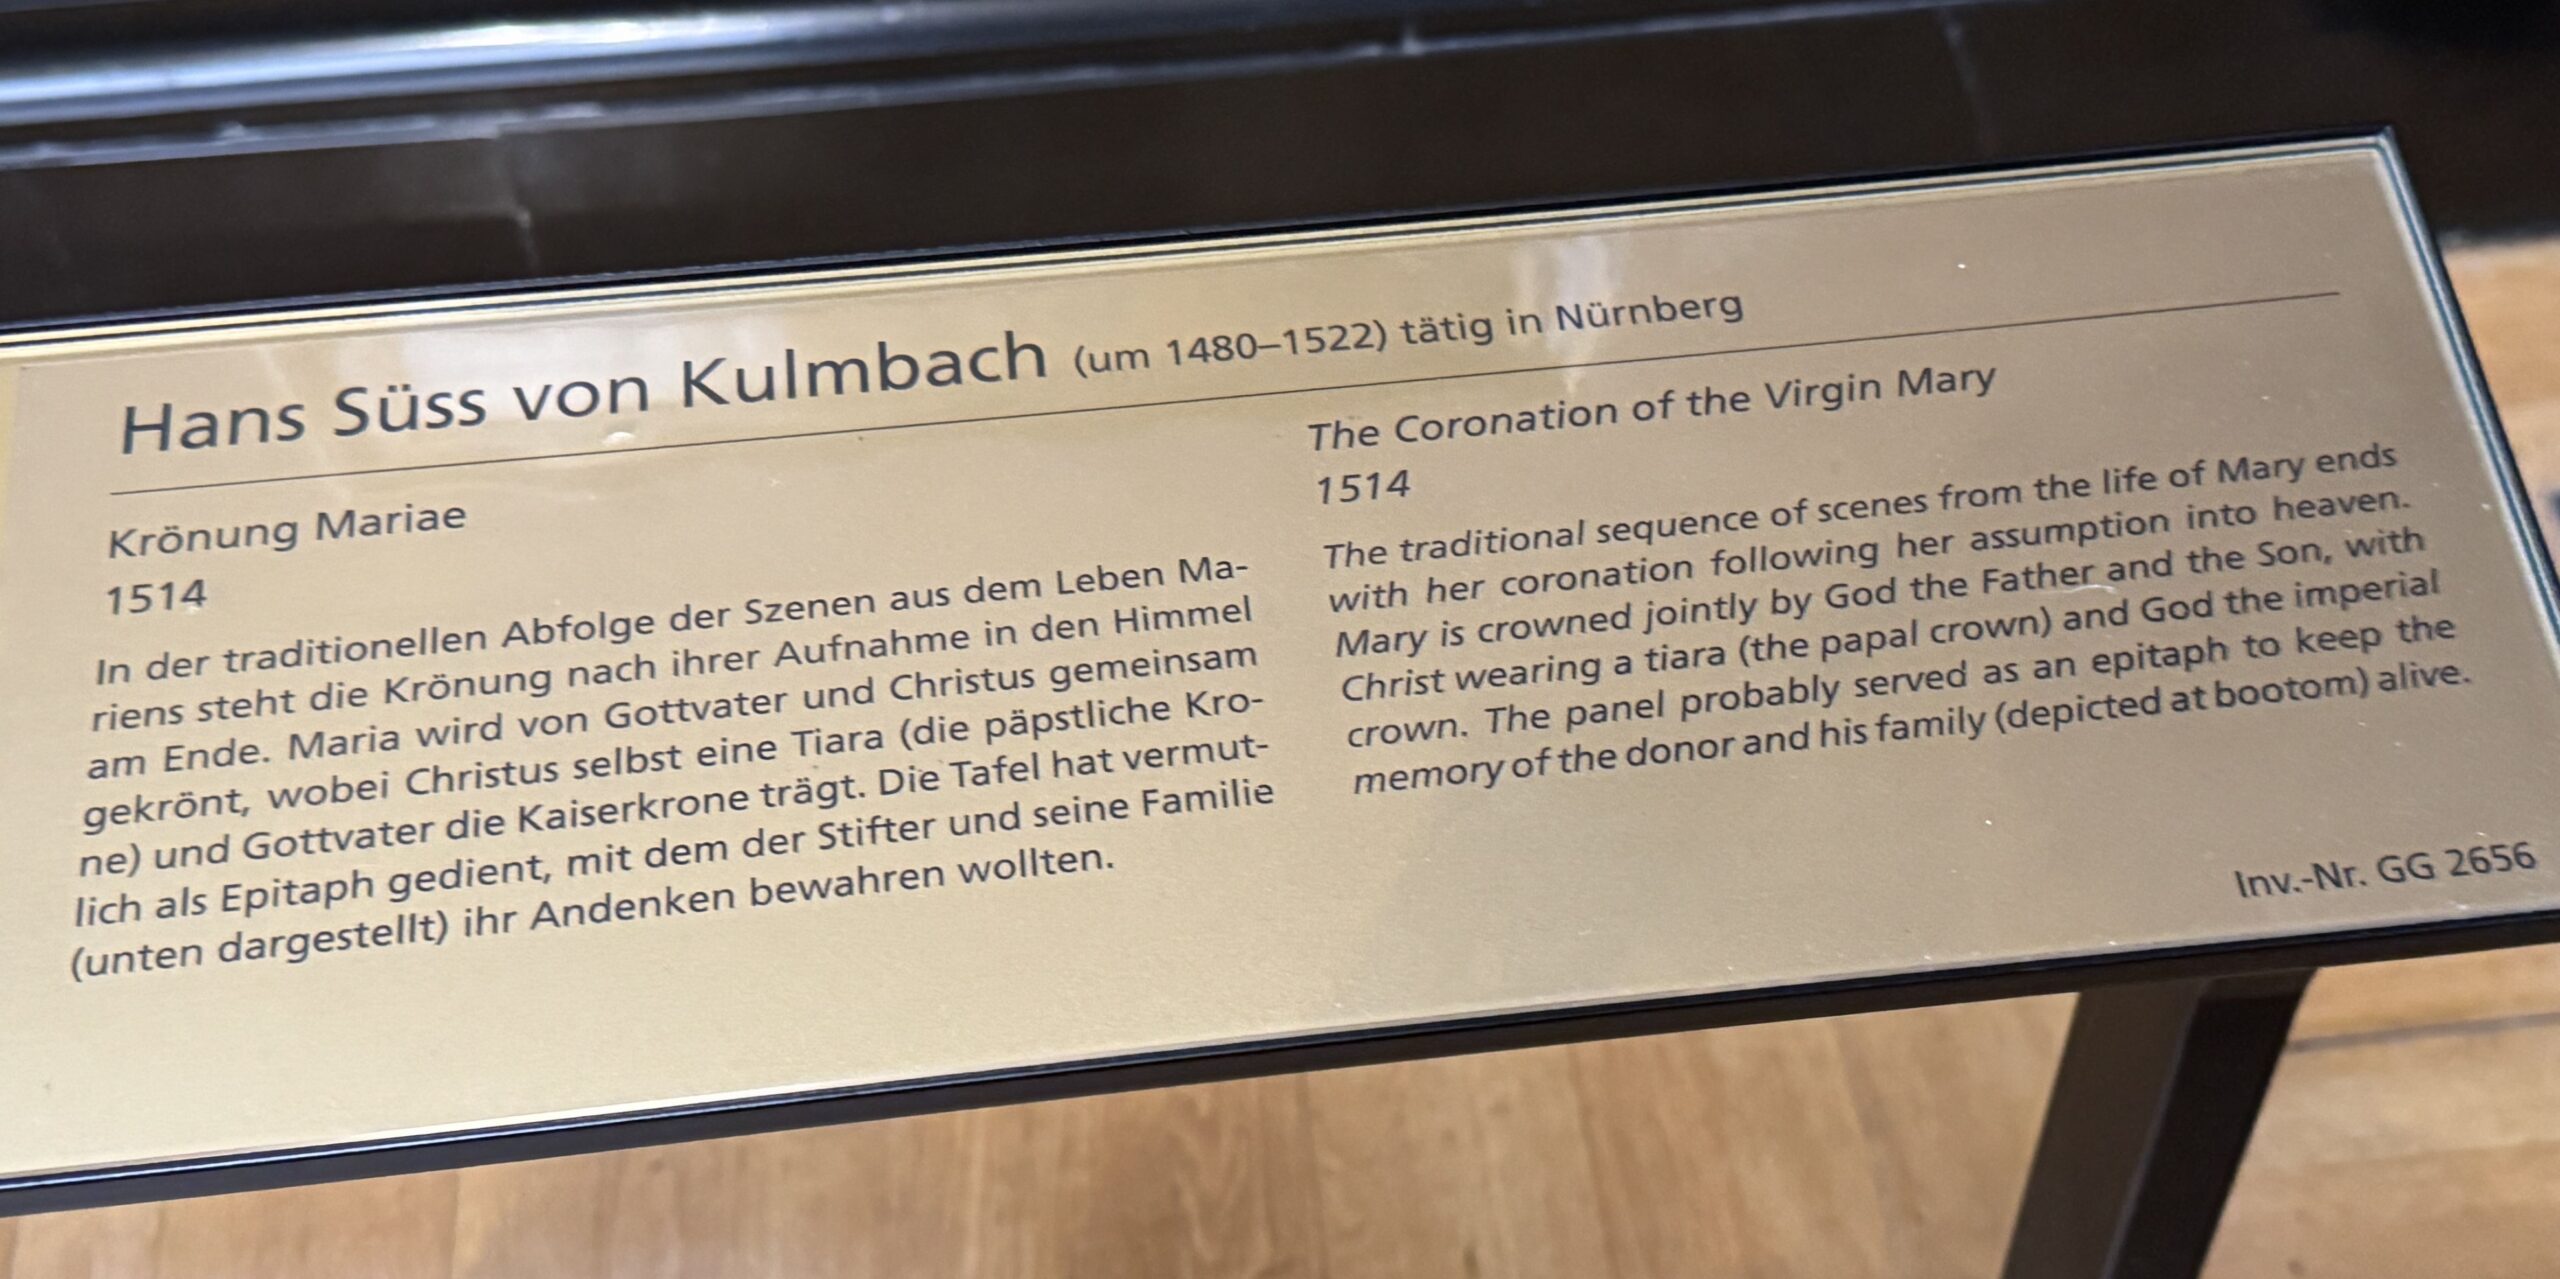 Hans Süss von Kulmbach (um 1480–1522) tätig in Nürnberg
Krönung Mariae
1514
In der traditionellen Abfolge der Szenen aus dem Leben Ma-
riens steht die Krönung nach ihrer Aufnahme in den Himmel
am Ende. Maria wird von Gottvater und Christus gemeinsam
gekrönt, wobei Christus selbst eine Tiara (die päpstliche Kro-
ne) und Gottvater die Kaiserkrone trägt. Die Tafel hat vermut-
lich als Epitaph gedient, mit dem der Stifter und seine Familie
(unten dargestellt) ihr Andenken bewahren wollten.
The Coronation of the Virgin Mary
1514
The traditional sequence of scenes from the life of Mary ends
with her coronation following her assumption into heaven.
Mary is crowned jointly by God the Father and the Son, with
Christ wearing a tiara (the papal crown) and God the imperial
crown. The panel probably served as an epitaph to keep the
memory of the donor and his family (depicted at bootom) alive.
Inv.-Nr. GG 2656